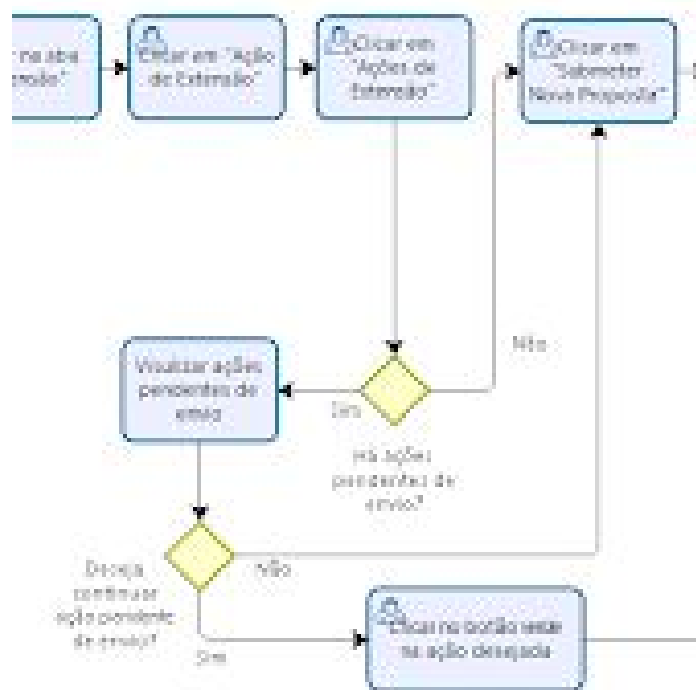 na aba
Clicar em "Ação
de Extensão"
Clicar em
"Ações de
Extensão"
Clicar em
"Submeter
Nova Proposta"
Não
Visulizar ações
pendentes de
envio
Sim
Há ações
pendentes de
envio?
Deseja
continuar
ação pendente
de envio?
Não
Sim
Clicar no botão
na ação desejada